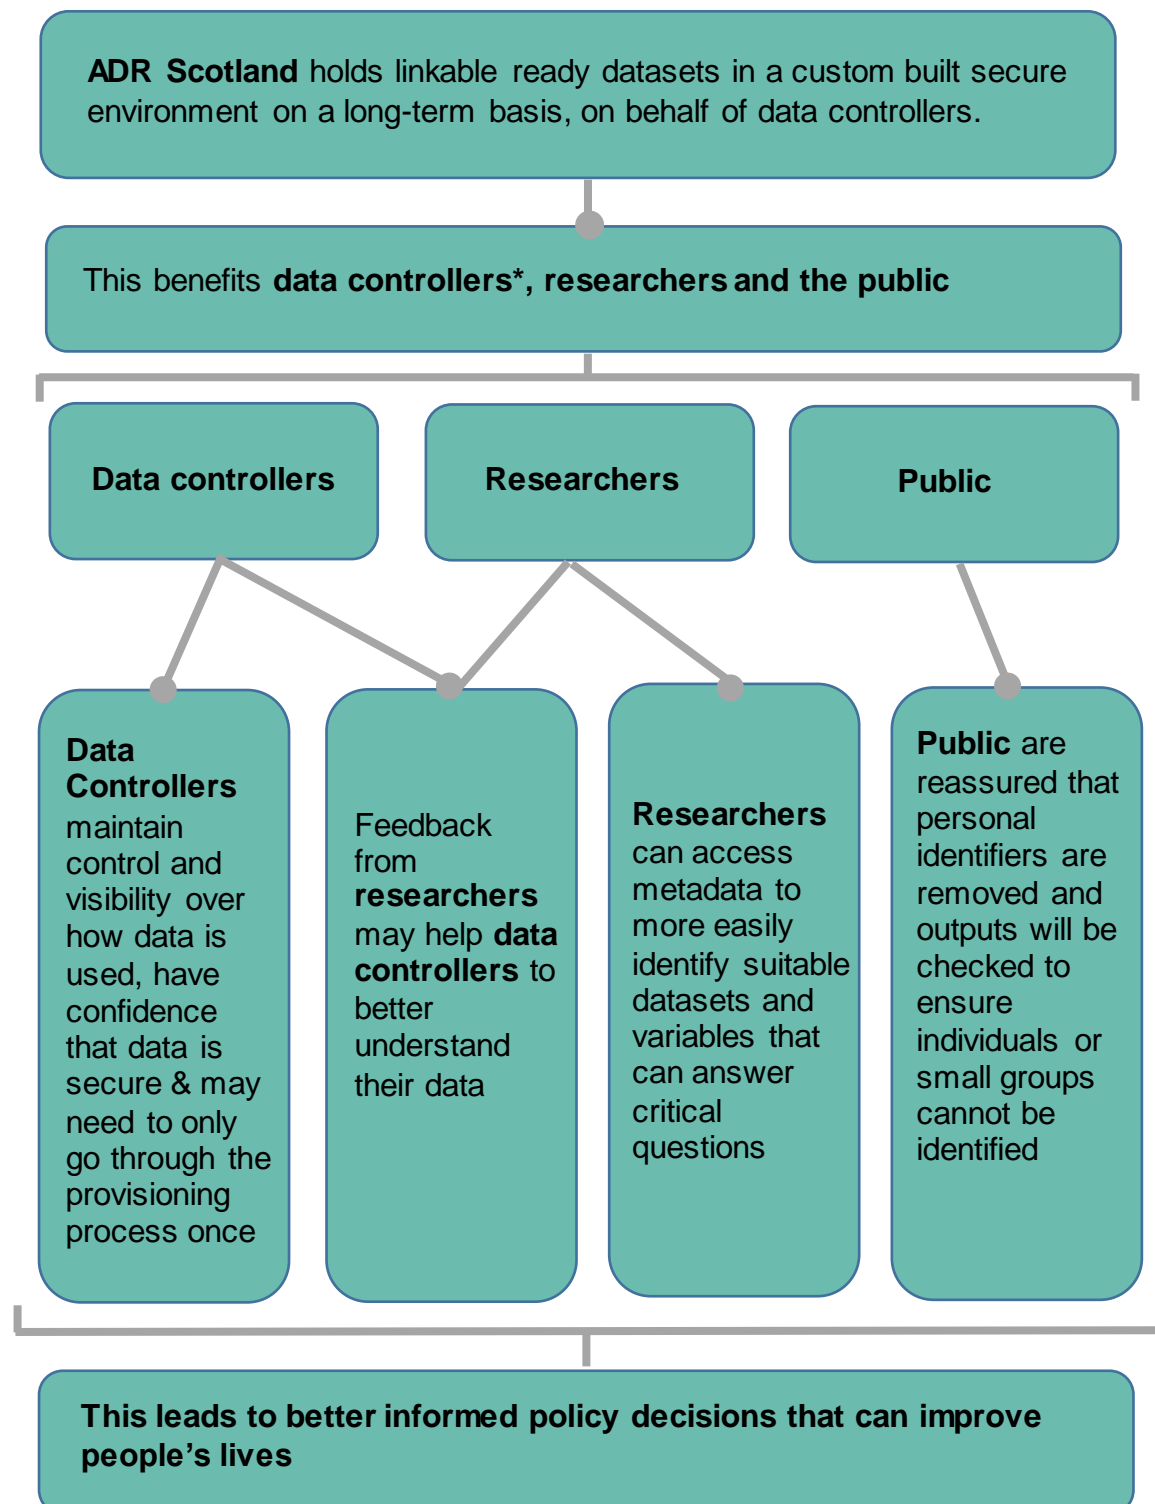 ADR Scotland holds linkable ready datasets in a custom built secure
environment on a long-term basis, on behalf of data controllers.
This benefits data controllers*, researchers and the public
Data controllers
Researchers
Public
Data
Controllers
maintain
control and
visibility over
how data is
used, have
confidence
that data is
secure & may
need to only
go through the
provisioning
process once
Feedback
from
researchers
may help data
controllers to
better
understand
their data
Researchers
can access
metadata to
more easily
identify suitable
datasets and
variables that
can answer
critical
questions
Public are
reassured that
personal
identifiers are
removed and
outputs will be
checked to
ensure
individuals or
small groups
cannot be
identified
This leads to better informed policy decisions that can improve
people’s lives